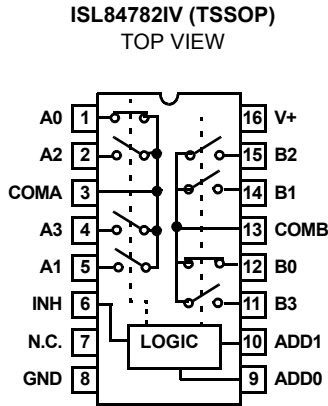 ISL84782IV (TSSOP)
TOP VIEW
A0 1 16 V+
A2 2 15 B2
COMA 3 14 B1
A3 4 13 COMB
A1 5 12 B0
INH 6 11 B3
N.C. 7 LOGIC 10 ADD1
GND 8 9 ADD0